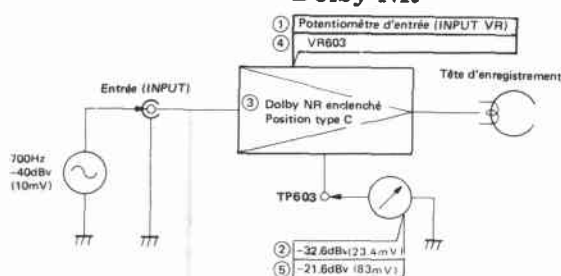 Dolby NR
① Potentiomètre d'entrée (INPUT VR)
④ VR603
Tête d'enregistrement
Entrée (INPUT)
③ Dolby NR enclenché
Position type C
700Hz
-40dBv
(10mV)
TP603
② -32.6dBv (23.4mV)
⑤ -21.6dBv (83mV)